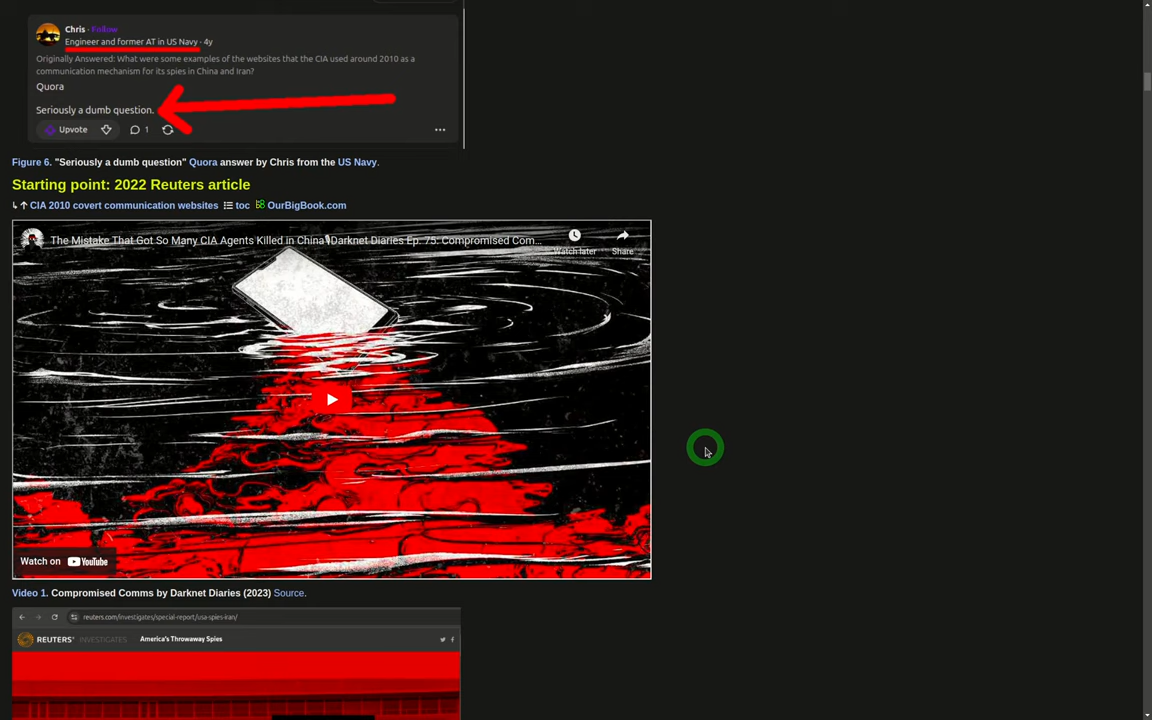 Chris · Follow
Engineer and former AT in US Navy · 4y
Originally Answered: What were some examples of the websites that the CIA used around 2010 as a
communication mechanism for its spies in China and Iran?
Quora
Seriously a dumb question.
Upvote 1
Figure 6. "Seriously a dumb question" Quora answer by Chris from the US Navy.
Starting point: 2022 Reuters article
CIA 2010 covert communication websites toc OurBigBook.com
The Mistake That Got So Many CIA Agents Killed in China🎙Darknet Diaries Ep. 75: Compromised Com...
Watch later Share
Watch on YouTube
Video 1. Compromised Comms by Darknet Diaries (2023) Source.
reuters.com/investigates/special-report/usa-spies-iran/
REUTERS INVESTIGATES America's Throwaway Spies